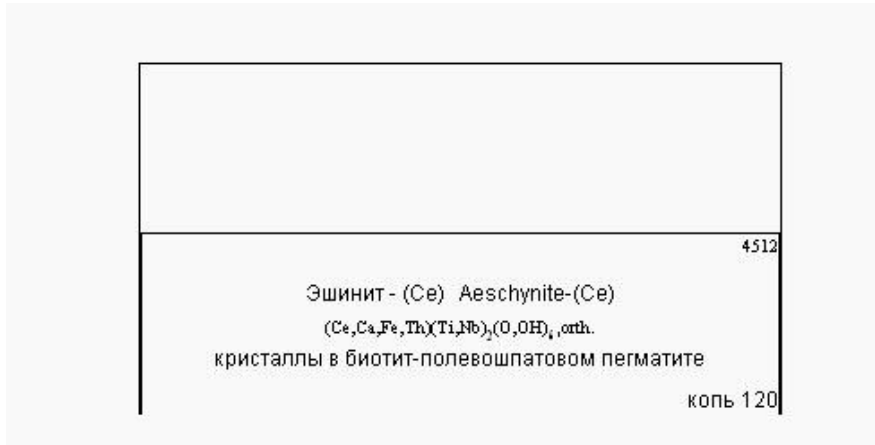 4512
Эшинит - (Ce) Aeschynite-(Ce)
(Ce,Ca,Fe,Th)(Ti,Nb)₂(O,OH)₆,orth.
кристаллы в биотит-полевошпатовом пегматите
копь 120